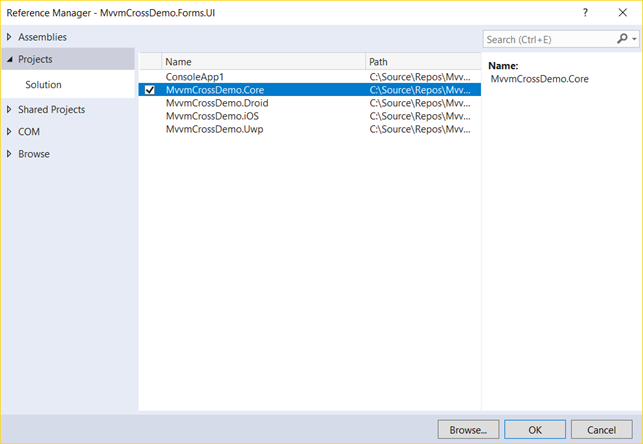 Reference Manager - MvvmCrossDemo.Forms.UI
Assemblies
Projects
Solution
Shared Projects
COM
Browse
Name Path
ConsoleApp1 C:\Source\Repos\Mvv...
MvvmCrossDemo.Core C:\Source\Repos\Mvv...
MvvmCrossDemo.Droid C:\Source\Repos\Mvv...
MvvmCrossDemo.iOS C:\Source\Repos\Mvv...
MvvmCrossDemo.Uwp C:\Source\Repos\Mvv...
Search (Ctrl+E)
Name:
MvvmCrossDemo.Core
Browse... OK Cancel